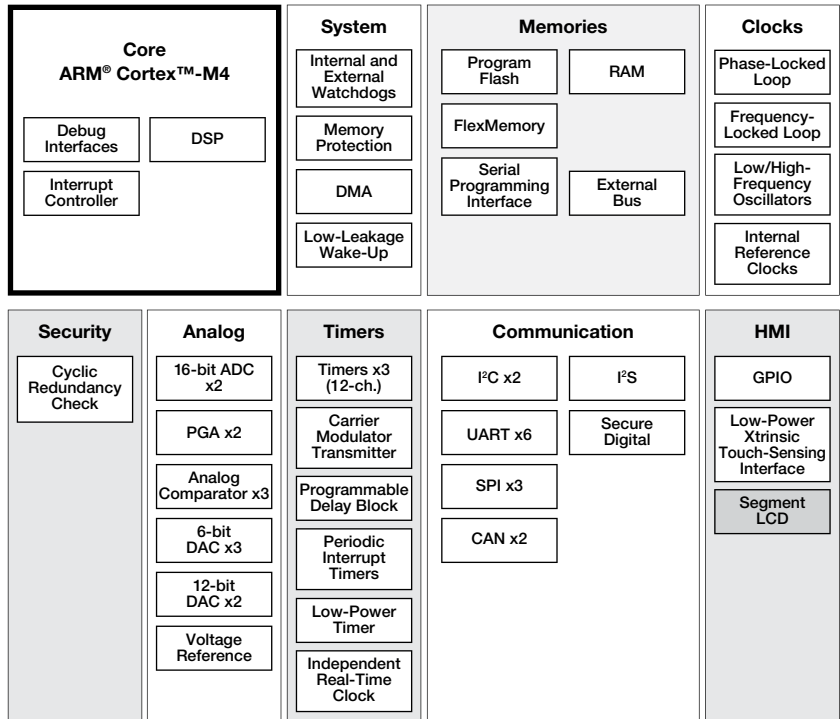 Core
ARM® Cortex™-M4
Debug
Interfaces
DSP
Interrupt
Controller
System
Internal and
External
Watchdogs
Memory
Protection
DMA
Low-Leakage
Wake-Up
Memories
Program
Flash
RAM
FlexMemory
Serial
Programming
Interface
External
Bus
Clocks
Phase-Locked
Loop
Frequency-
Locked Loop
Low/High-
Frequency
Oscillators
Internal
Reference
Clocks
Security
Cyclic
Redundancy
Check
Analog
16-bit ADC
x2
PGA x2
Analog
Comparator x3
6-bit
DAC x3
12-bit
DAC x2
Voltage
Reference
Timers
Timers x3
(12-ch.)
Carrier
Modulator
Transmitter
Programmable
Delay Block
Periodic
Interrupt
Timers
Low-Power
Timer
Independent
Real-Time
Clock
Communication
I²C x2
I²S
UART x6
Secure
Digital
SPI x3
CAN x2
HMI
GPIO
Low-Power
Xtrinsic
Touch-Sensing
Interface
Segment
LCD